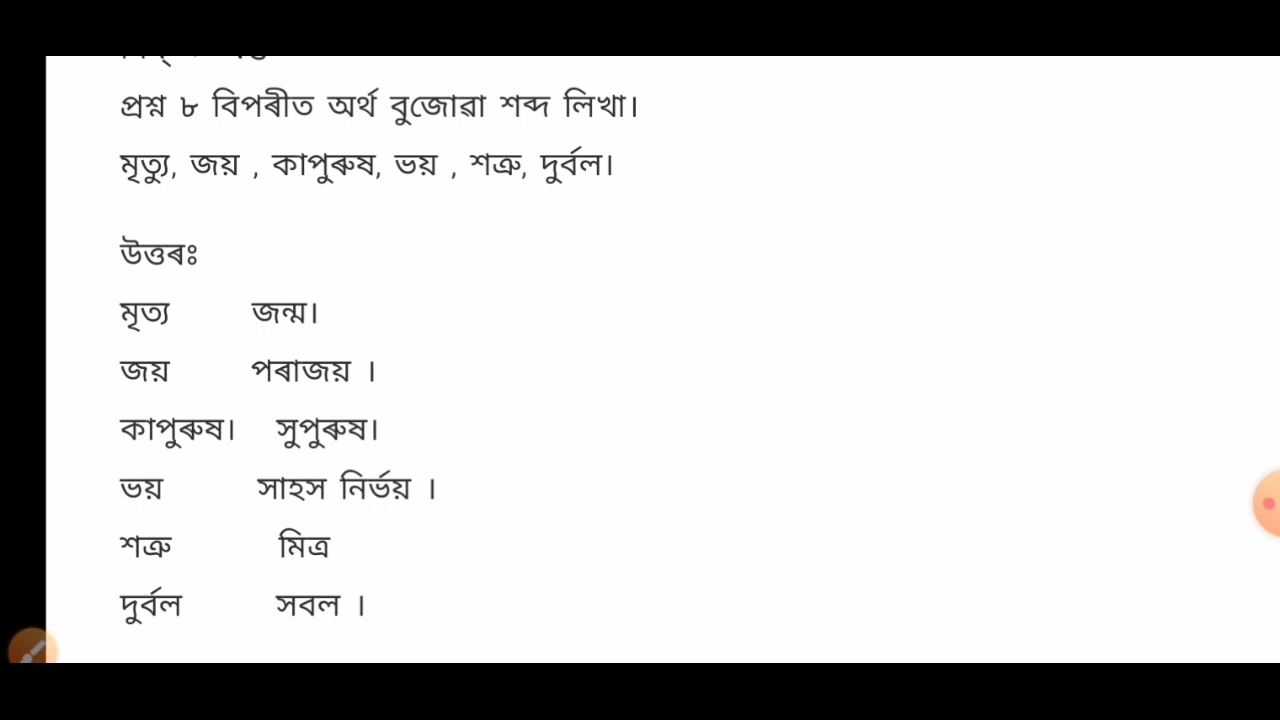 প্ৰশ্ন ৮ বিপৰীত অৰ্থ বুজোৱা শব্দ লিখা।
মৃত্যু, জয় , কাপুৰুষ, ভয় , শত্ৰু, দুৰ্বল।
উত্তৰঃ
মৃত্য জন্ম।
জয় পৰাজয় ।
কাপুৰুষ। সুপুৰুষ।
ভয় সাহস নিৰ্ভয় ।
শত্ৰু মিত্ৰ
দুৰ্বল সবল ।